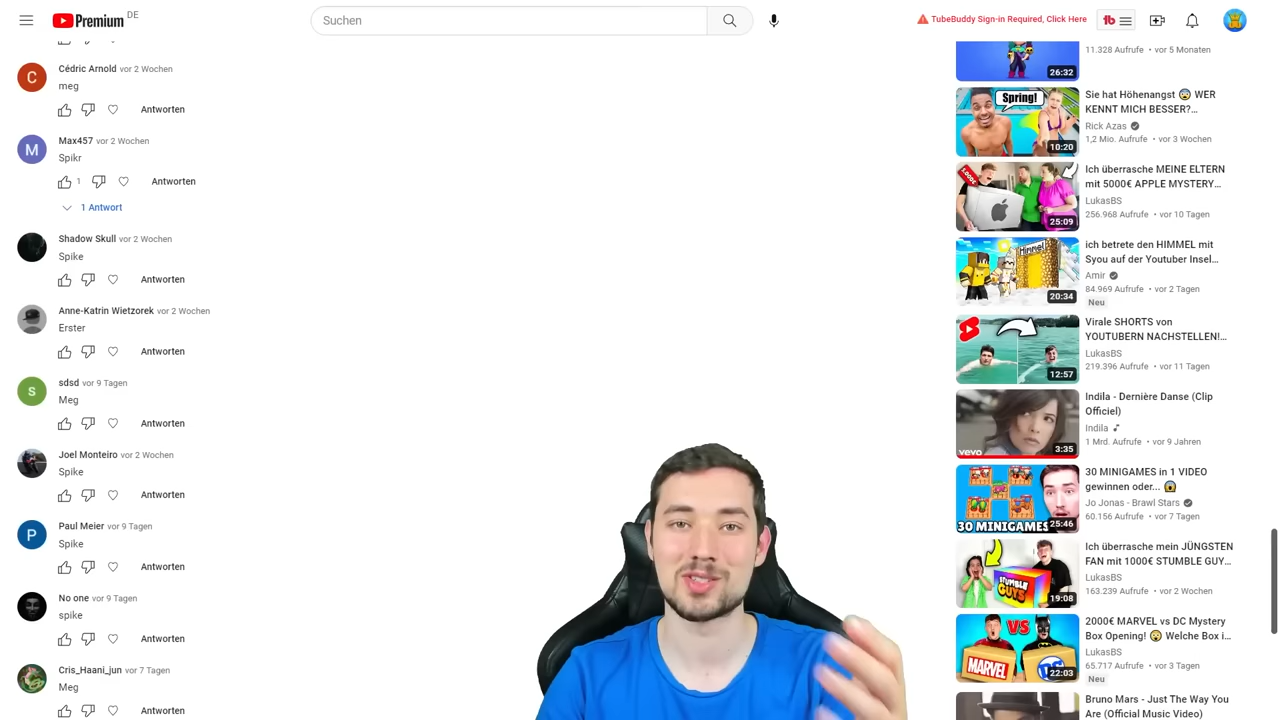 Premium DE
Suchen
TubeBuddy Sign-in Required, Click Here
tb
Cédric Arnold vor 2 Wochen
meg
Antworten
Max457 vor 2 Wochen
Spikr
1
Antworten
1 Antwort
Shadow Skull vor 2 Wochen
Spike
Antworten
Anne-Katrin Wietzorek vor 2 Wochen
Erster
Antworten
sdsd vor 9 Tagen
Meg
Antworten
Joel Monteiro vor 2 Wochen
Spike
Antworten
Paul Meier vor 9 Tagen
Spike
Antworten
No one vor 9 Tagen
spike
Antworten
Cris_Haani_jun vor 7 Tagen
Meg
Antworten
C
M
s
P
26:32
11.328 Aufrufe • vor 5 Monaten
Spring!
10:20
Sie hat Höhenangst 😨 WER
KENNT MICH BESSER?...
Rick Azas
1,2 Mio. Aufrufe • vor 3 Wochen
25:09
Ich überrasche MEINE ELTERN
mit 5000€ APPLE MYSTERY...
LukasBS
256.968 Aufrufe • vor 10 Tagen
Himmel
20:34
ich betrete den HIMMEL mit
Syou auf der Youtuber Insel...
Amir
84.969 Aufrufe • vor 2 Tagen
Neu
12:57
Virale SHORTS von
YOUTUBERN NACHSTELLEN!...
LukasBS
219.396 Aufrufe • vor 11 Tagen
vevo
3:35
Indila - Dernière Danse (Clip
Officiel)
Indila
1 Mrd. Aufrufe • vor 9 Jahren
30 MINIGAMES
25:46
30 MINIGAMES in 1 VIDEO
gewinnen oder... 😱
Jo Jonas - Brawl Stars
60.156 Aufrufe • vor 7 Tagen
STUMBLE
GUYS
19:08
Ich überrasche mein JÜNGSTEN
FAN mit 1000€ STUMBLE GUY...
LukasBS
163.239 Aufrufe • vor 2 Wochen
VS
MARVEL
DC
22:03
2000€ MARVEL vs DC Mystery
Box Opening! 😲 Welche Box i...
LukasBS
65.717 Aufrufe • vor 3 Tagen
Neu
Bruno Mars - Just The Way You
Are (Official Music Video)